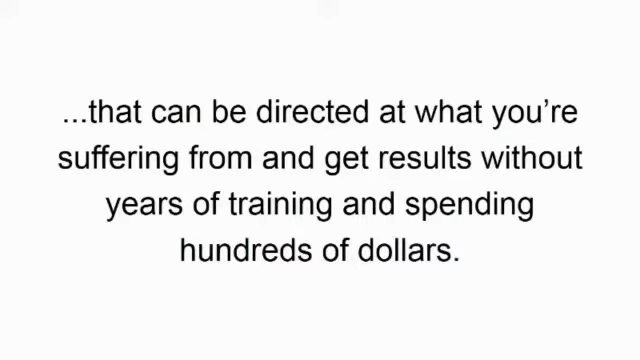 ...that can be directed at what you’re
suffering from and get results without
years of training and spending
hundreds of dollars.